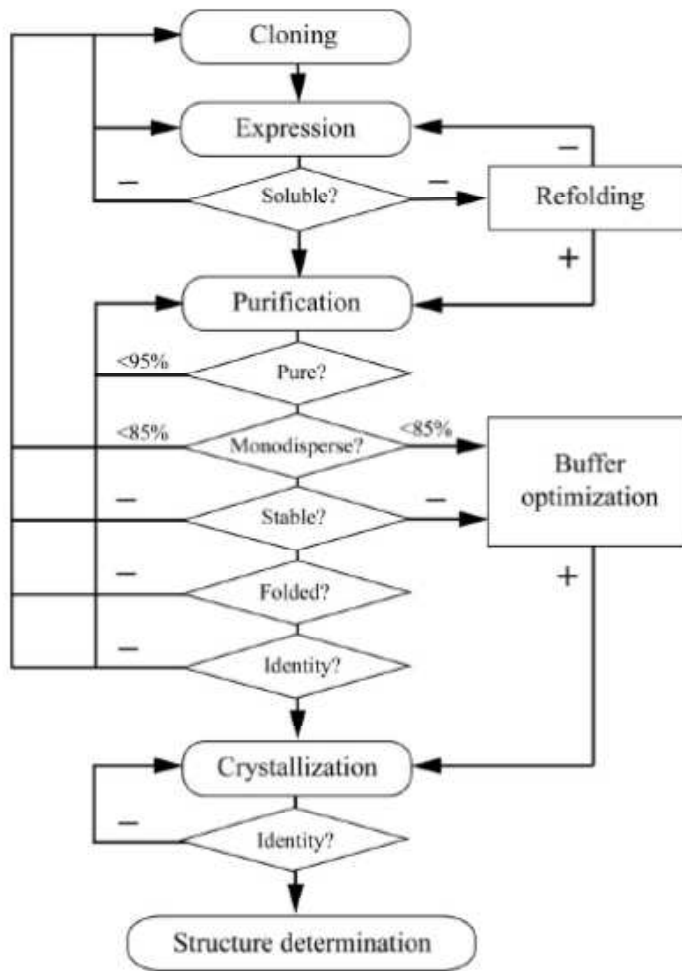 Cloning
Expression
−
Soluble?
−
−
Refolding
+
Purification
<95%
Pure?
<85%
Monodisperse?
<85%
Buffer
optimization
−
Stable?
−
+
−
Folded?
−
Identity?
Crystallization
−
Identity?
Structure determination